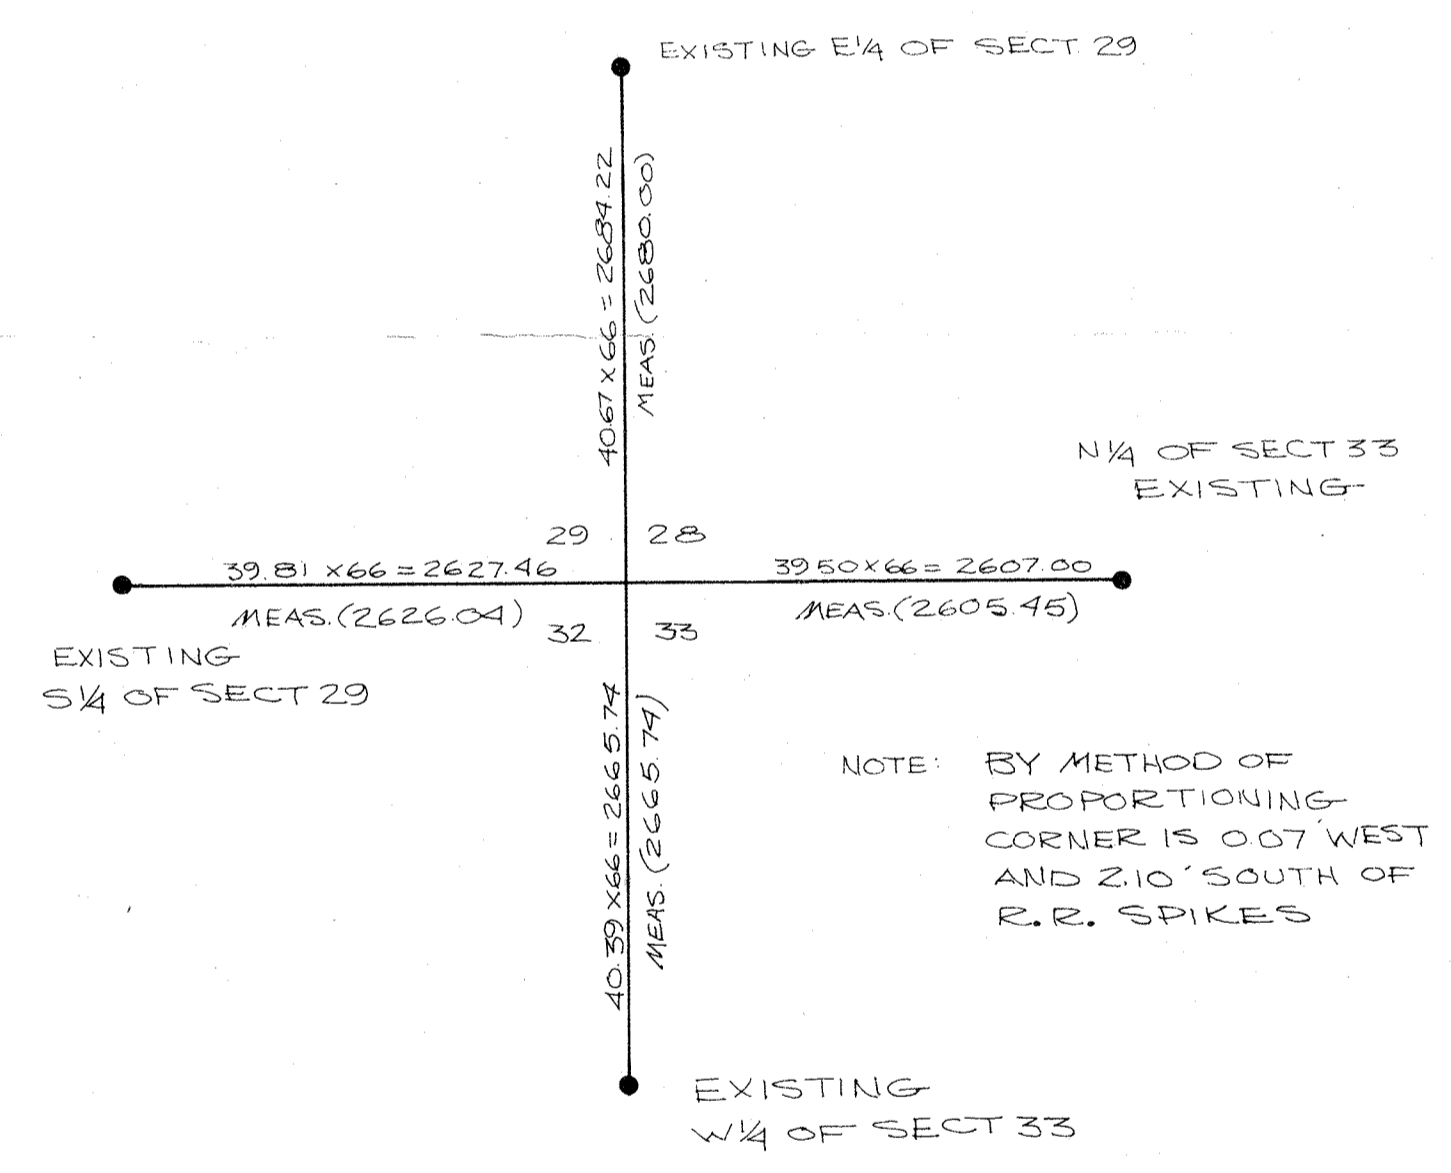 EXISTING E1/4 OF SECT. 29
40.67 x 66 = 2684.22
MEAS. (2680.00)
N 1/4 OF SECT 33
EXISTING
29
28
39.81 x66 = 2627.46
39 50 x 66 = 2607.00
MEAS. (2626.04)
MEAS. (2605.45)
32
33
EXISTING
S 1/4 OF SECT 29
40.39 x66 = 2665.74
MEAS. (2665.74)
NOTE: BY METHOD OF
PROPORTIONING
CORNER IS 0.07' WEST
AND 2.10' SOUTH OF
R.R. SPIKES
EXISTING
W 1/4 OF SECT 33